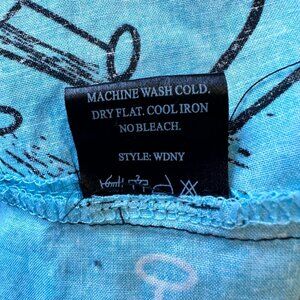 MACHINE WASH COLD.
DRY FLAT. COOL IRON
NO BLEACH.
STYLE: WDNY